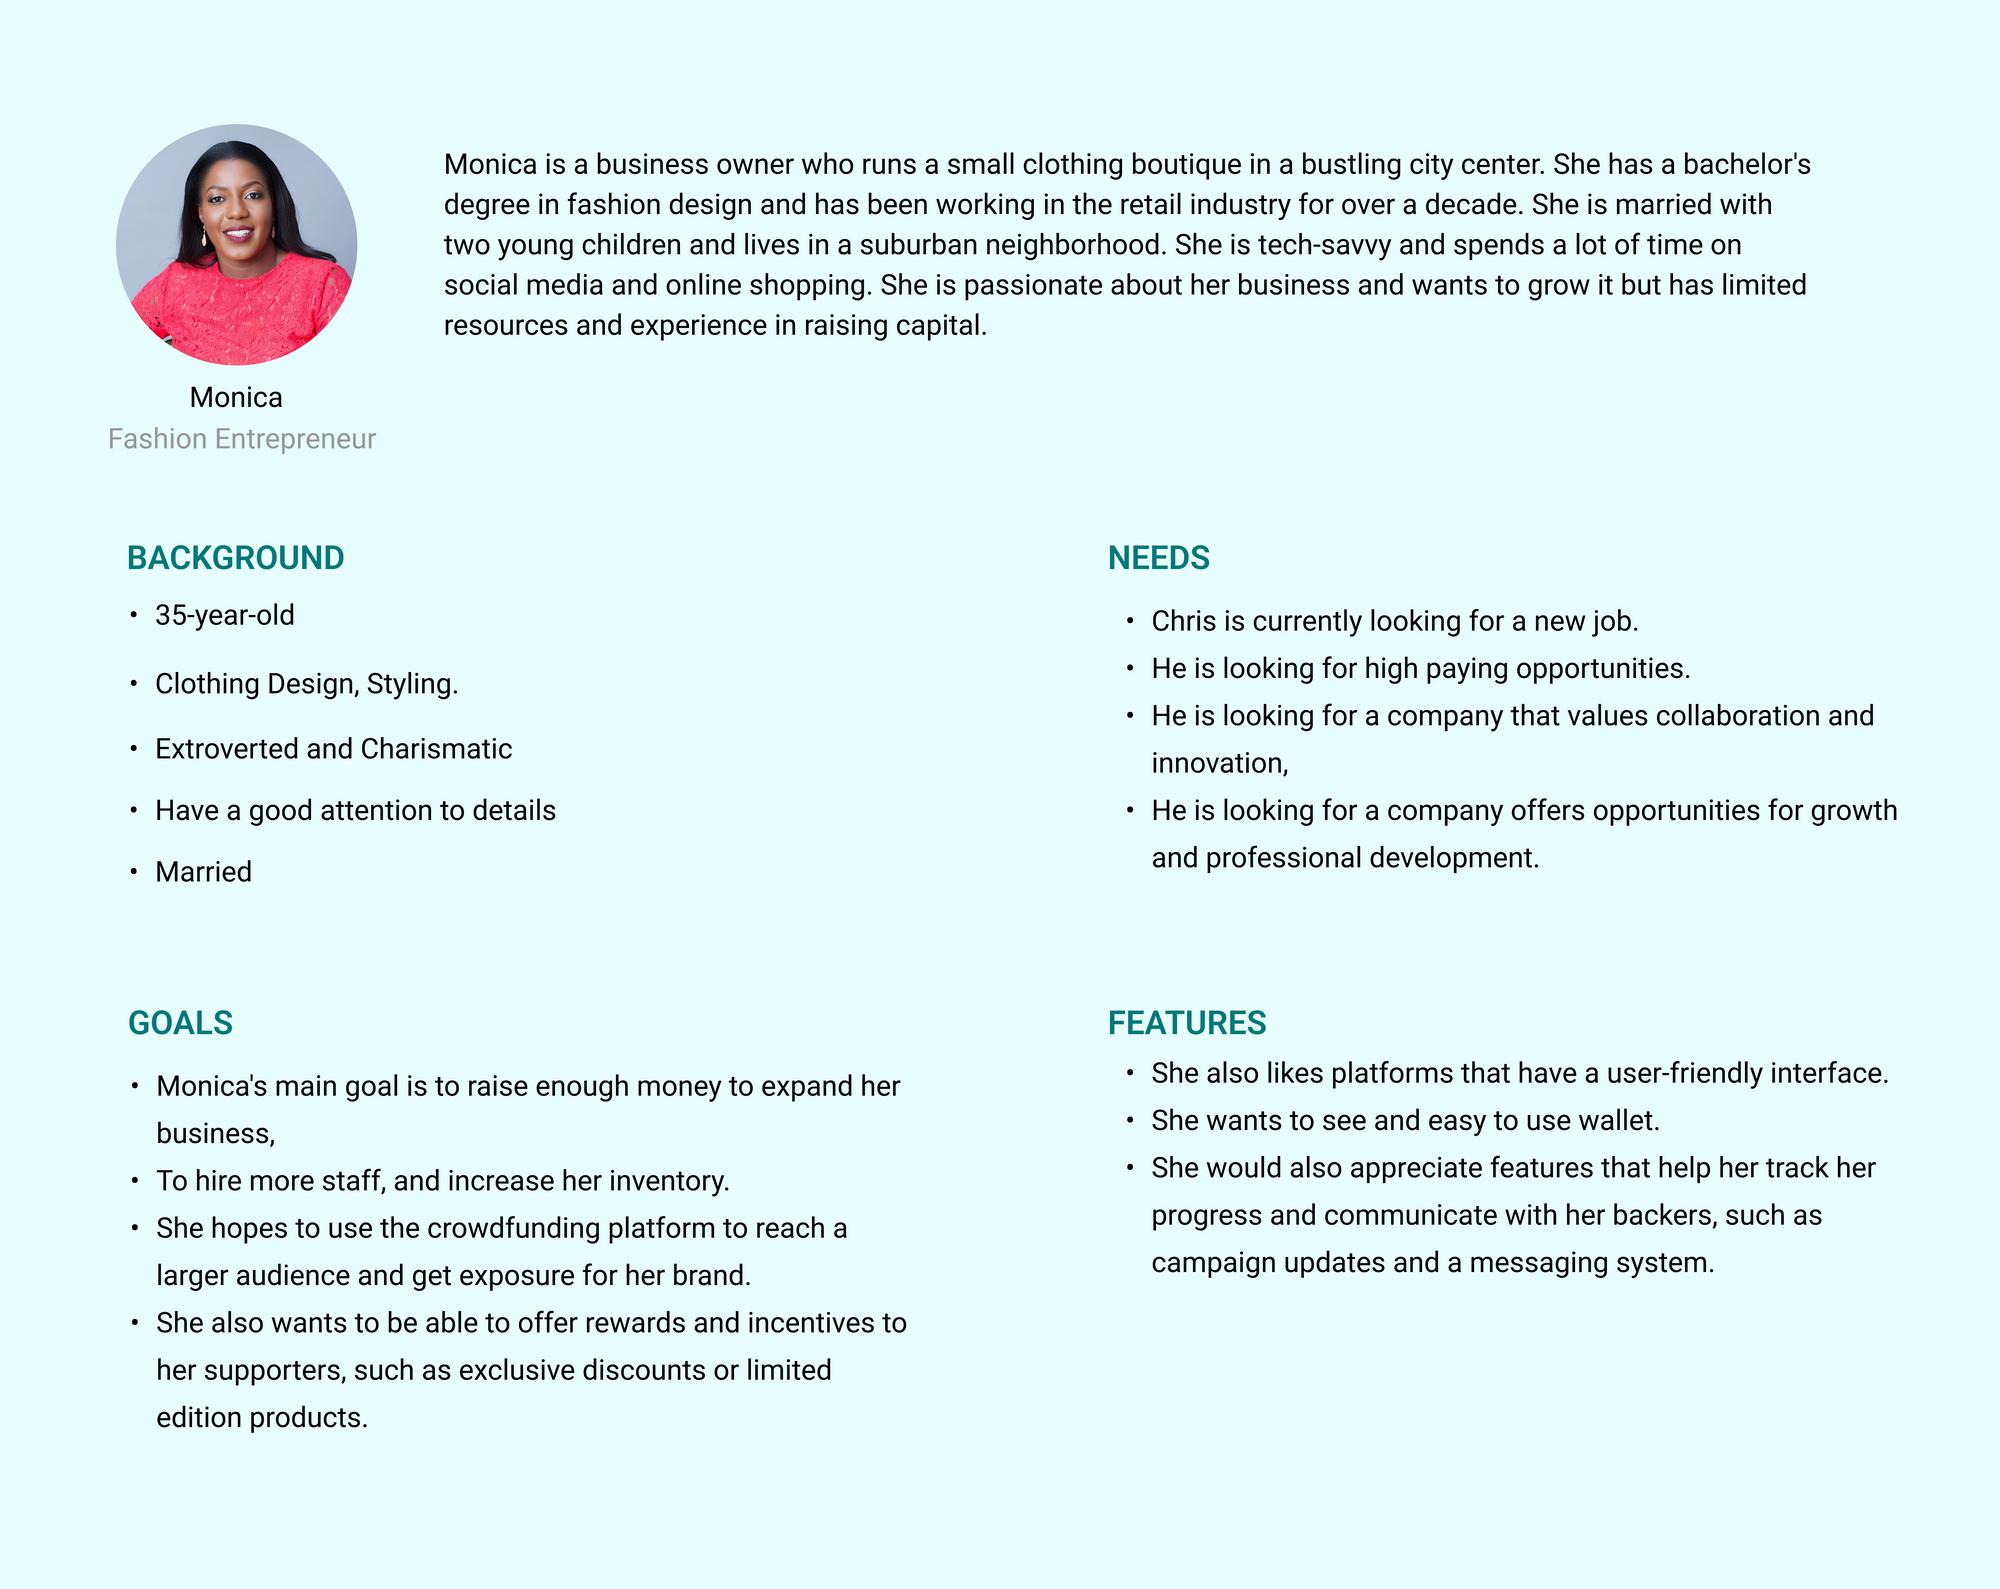 Monica is a business owner who runs a small clothing boutique in a bustling city center. She has a bachelor's
degree in fashion design and has been working in the retail industry for over a decade. She is married with
two young children and lives in a suburban neighborhood. She is tech-savvy and spends a lot of time on
social media and online shopping. She is passionate about her business and wants to grow it but has limited
resources and experience in raising capital.
Monica
Fashion Entrepreneur
BACKGROUND
• 35-year-old
• Clothing Design, Styling.
• Extroverted and Charismatic
• Have a good attention to details
• Married
NEEDS
• Chris is currently looking for a new job.
• He is looking for high paying opportunities.
• He is looking for a company that values collaboration and
innovation,
• He is looking for a company offers opportunities for growth
and professional development.
GOALS
• Monica's main goal is to raise enough money to expand her
business,
• To hire more staff, and increase her inventory.
• She hopes to use the crowdfunding platform to reach a
larger audience and get exposure for her brand.
• She also wants to be able to offer rewards and incentives to
her supporters, such as exclusive discounts or limited
edition products.
FEATURES
• She also likes platforms that have a user-friendly interface.
• She wants to see and easy to use wallet.
• She would also appreciate features that help her track her
progress and communicate with her backers, such as
campaign updates and a messaging system.